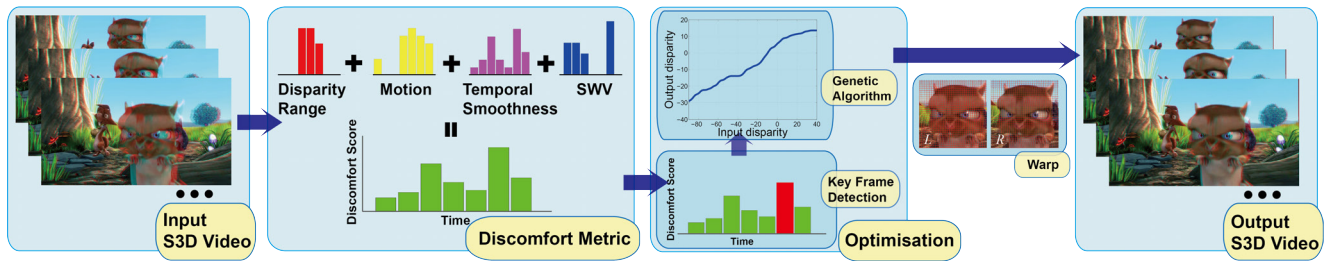 Input
S3D Video
Disparity
Range
+
Motion
+
Temporal
Smoothness
+
SWV
=
Discomfort Score
Time
Discomfort Metric
Output disparity
20
10
0
−10
−20
−30
−40
−80
−60
−40
−20
0
20
40
Input disparity
Genetic
Algorithm
Discomfort Score
Time
Key Frame
Detection
Optimisation
L
R
Warp
Output
S3D Video